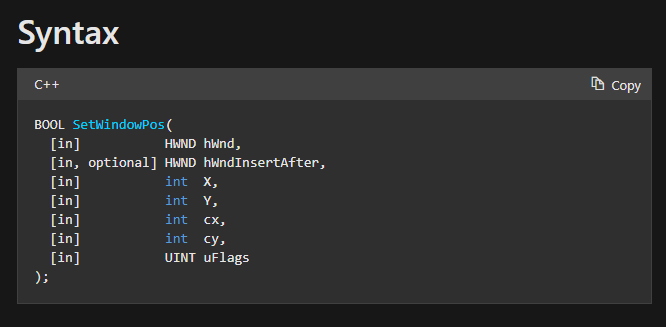 Syntax
C++ Copy
BOOL SetWindowPos(
  [in]           HWND hWnd,
  [in, optional] HWND hWndInsertAfter,
  [in]           int  X,
  [in]           int  Y,
  [in]           int  cx,
  [in]           int  cy,
  [in]           UINT uFlags
);